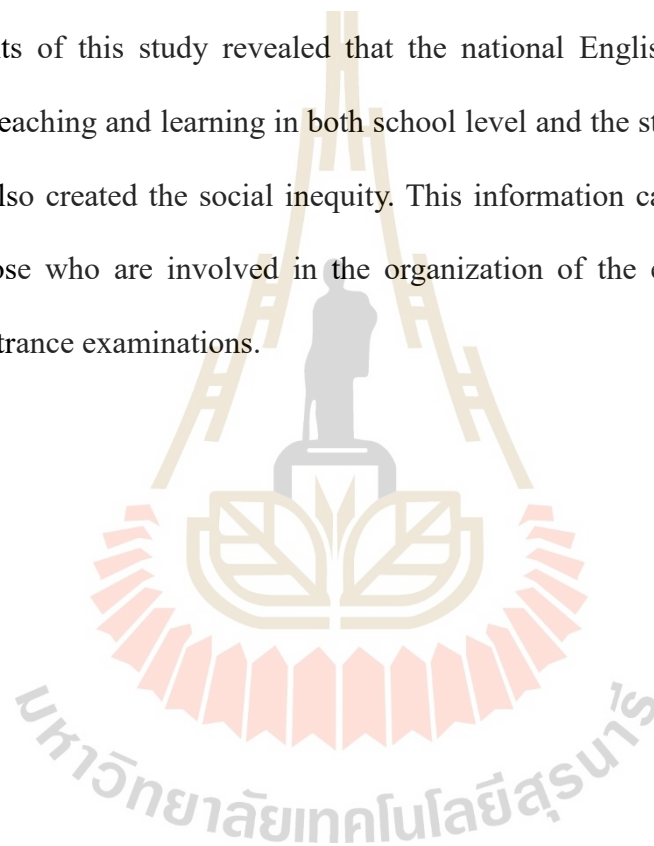 ts of this study revealed that the national Englis
eaching and learning in both school level and the st
lso created the social inequity. This information ca
ose who are involved in the organization of the
trance examinations.
มหาวิทยาลัยเทคโนโลยีสุรนารี